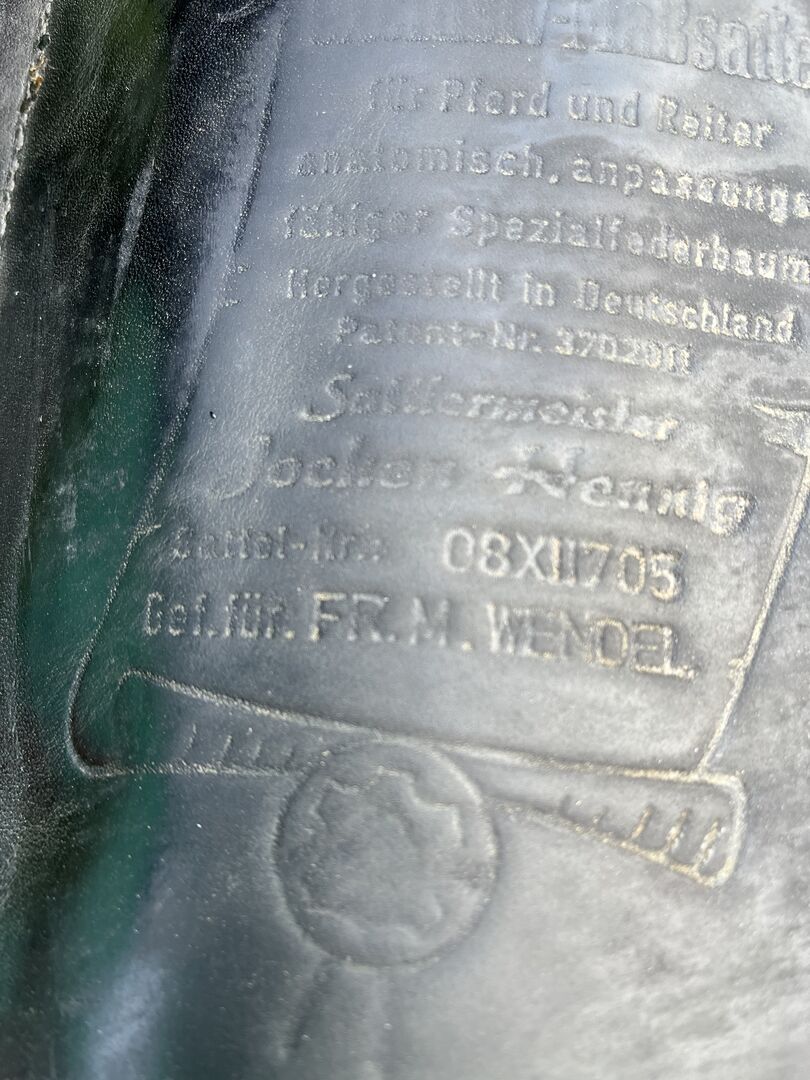 für Pferd und Reiter
anatomisch, anpassungs
fähiger Spezialfederbaum
Hergestellt in Deutschland
Patent-Nr. 3702011
Sattlermeister
Jochen Hennig
Sattel-Nr.: 08XII705
Gef. für. FR. M. WENDEL